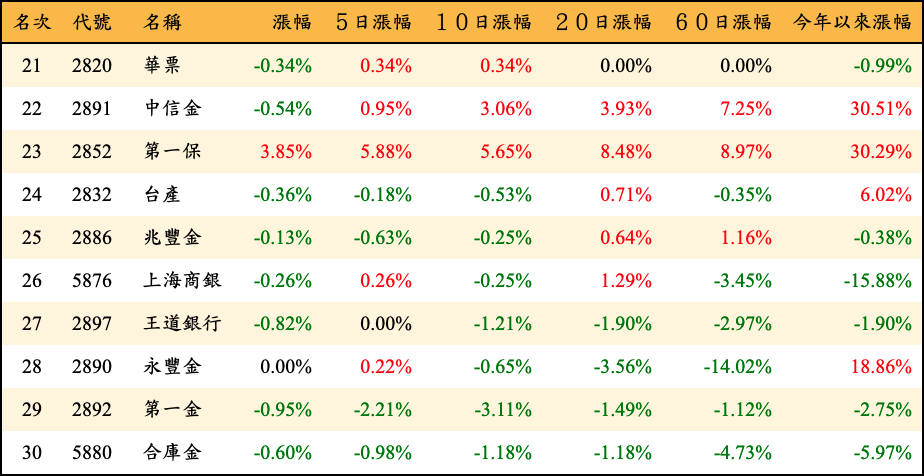 名次 代號 名稱 漲幅 5日漲幅 10日漲幅 20日漲幅 60日漲幅 今年以來漲幅
21 2820 華票 -0.34% 0.34% 0.34% 0.00% 0.00% -0.99%
22 2891 中信金 -0.54% 0.95% 3.06% 3.93% 7.25% 30.51%
23 2852 第一保 3.85% 5.88% 5.65% 8.48% 8.97% 30.29%
24 2832 台產 -0.36% -0.18% -0.53% 0.71% -0.35% 6.02%
25 2886 兆豐金 -0.13% -0.63% -0.25% 0.64% 1.16% -0.38%
26 5876 上海商銀 -0.26% 0.26% -0.25% 1.29% -3.45% -15.88%
27 2897 王道銀行 -0.82% 0.00% -1.21% -1.90% -2.97% -1.90%
28 2890 永豐金 0.00% 0.22% -0.65% -3.56% -14.02% 18.86%
29 2892 第一金 -0.95% -2.21% -3.11% -1.49% -1.12% -2.75%
30 5880 合庫金 -0.60% -0.98% -1.18% -1.18% -4.73% -5.97%